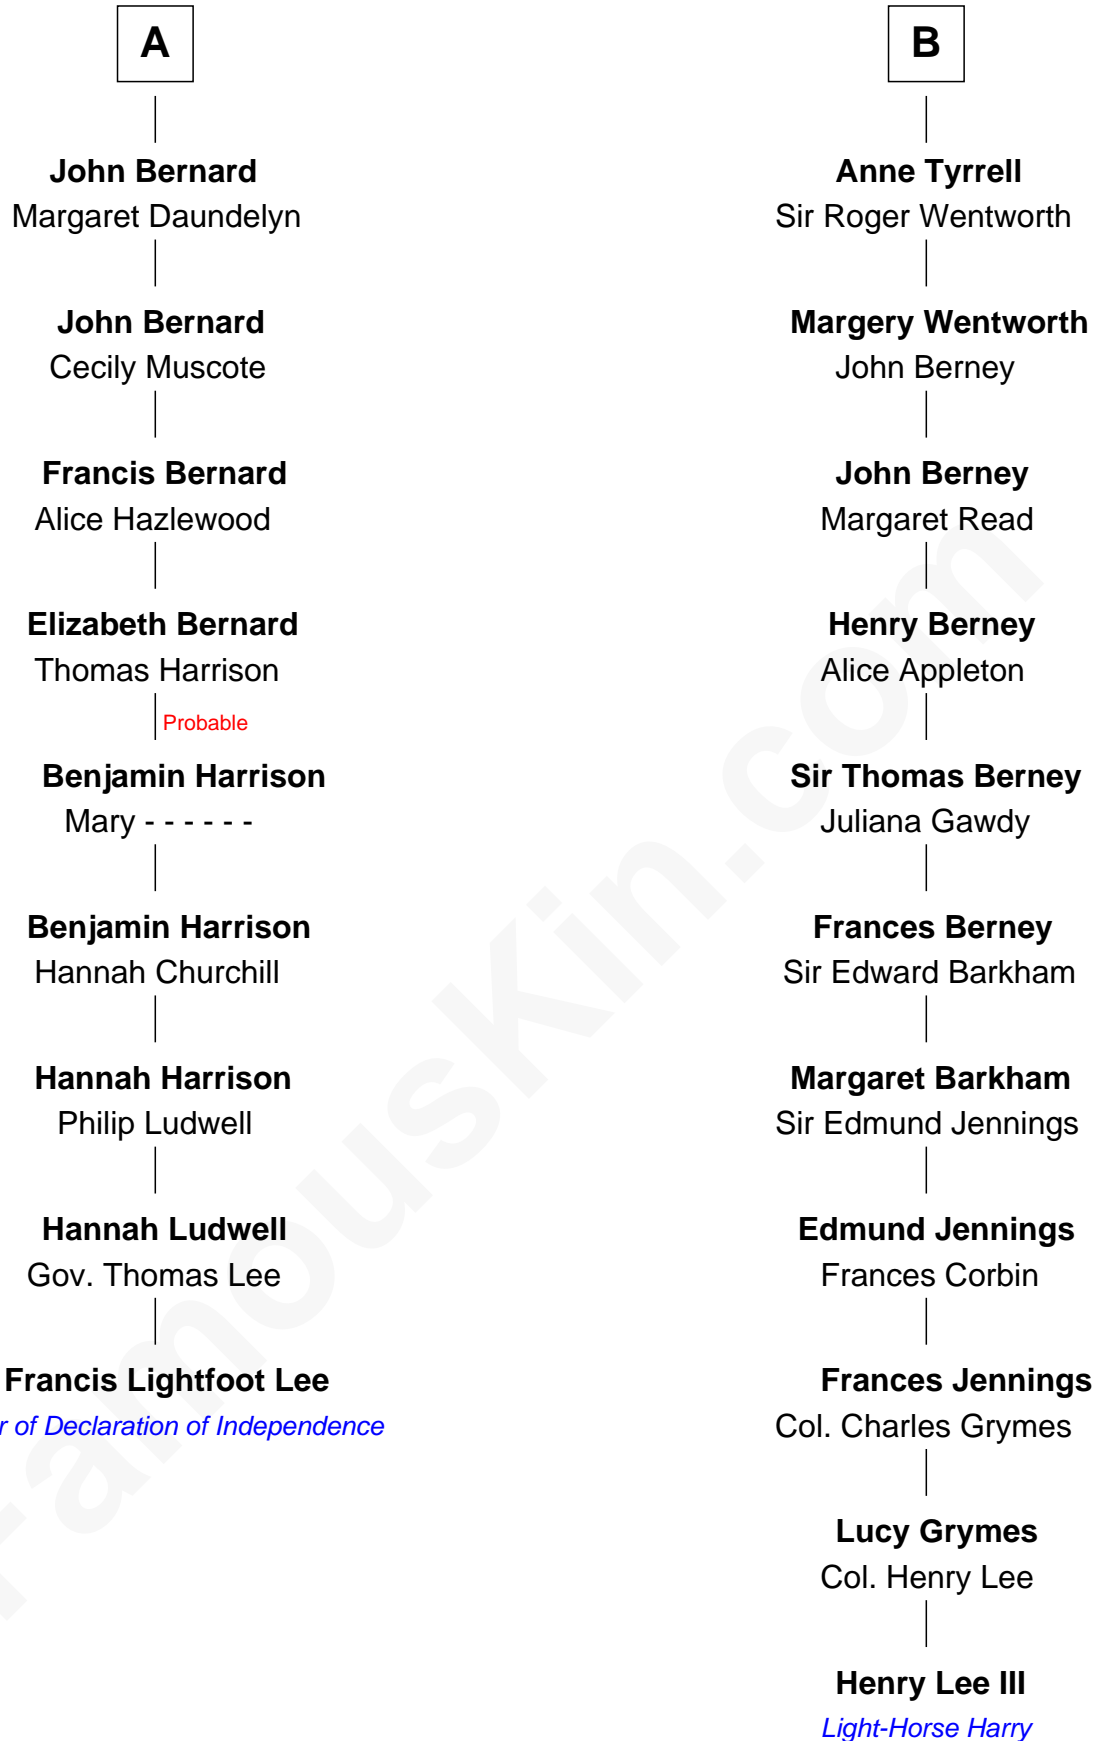 A
John Bernard
Margaret Daundelyn
John Bernard
Cecily Muscote
Francis Bernard
Alice Hazlewood
Elizabeth Bernard
Thomas Harrison
Probable
Benjamin Harrison
Mary - - - - - -
Benjamin Harrison
Hannah Churchill
Hannah Harrison
Philip Ludwell
Hannah Ludwell
Gov. Thomas Lee
Francis Lightfoot Lee
r of Declaration of Independence
B
Anne Tyrrell
Sir Roger Wentworth
Margery Wentworth
John Berney
John Berney
Margaret Read
Henry Berney
Alice Appleton
Sir Thomas Berney
Juliana Gawdy
Frances Berney
Sir Edward Barkham
Margaret Barkham
Sir Edmund Jennings
Edmund Jennings
Frances Corbin
Frances Jennings
Col. Charles Grymes
Lucy Grymes
Col. Henry Lee
Henry Lee III
Light-Horse Harry
FamousKin.com